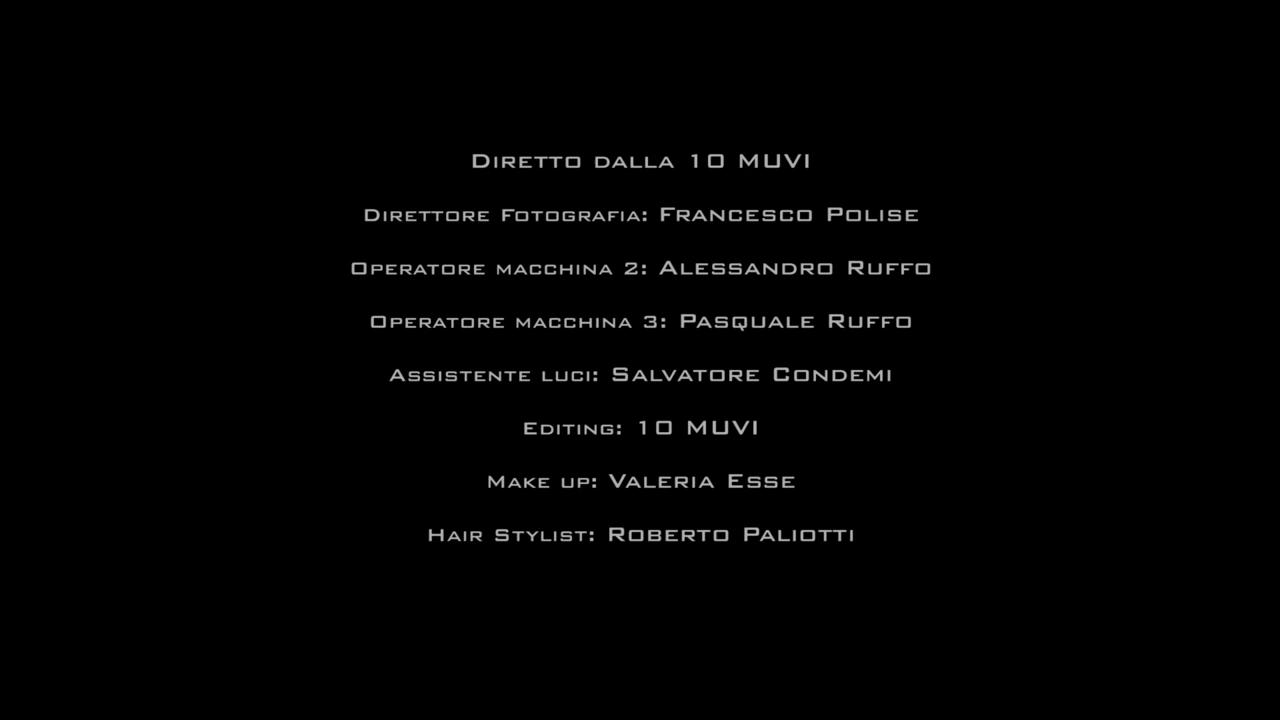 Diretto dalla 10 MUVI
Direttore Fotografia: Francesco Polise
Operatore macchina 2: Alessandro Ruffo
Operatore macchina 3: Pasquale Ruffo
Assistente luci: Salvatore Condemi
Editing: 10 MUVI
Make up: Valeria Esse
Hair Stylist: Roberto Paliotti